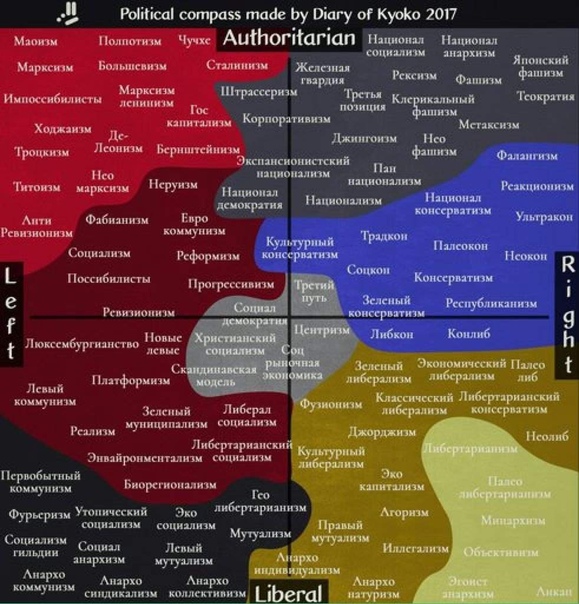 Political compass made by Diary of Kyoko 2017
Authoritarian
Маоизм
Полпотизм
Чучхе
Национал
социализм
Национал
анархизм
Марксизм
Большевизм
Сталинизм
Железная
гвардия
Рексизм
Фашизм
Японский
фашизм
Импоссибилисты
Марксизм
ленинизм
Штрассеризм
Третья
позиция
Клерикальный
фашизм
Теократия
Гос
капитализм
Корпоративизм
Метаксизм
Ходжаизм
Де-
Леонизм
Джингоизм
Нео
фашизм
Троцкизм
Бернштейнизм
Фалангизм
Экспансионистский
национализм
Пан
национализм
Титоизм
Нео
марксизм
Неруизм
Национал
демократия
Национализм
Реакционизм
Национал
консерватизм
Ультракон
Анти
Ревизионизм
Фабианизм
Евро
коммунизм
Традкон
Палеокон
Культурный
консерватизм
Неокон
Социализм
Реформизм
Соцкон
Консерватизм
Поссибилисты
Прогрессивизм
Третий
путь
Зеленый
консерватизм
Республиканизм
Left
Right
Ревизионизм
Социал
демократия
Центризм
Либкон
Конлиб
Люксембургианство
Новые
левые
Христианский
социализм
Соц
рыночная
экономика
Зеленый
либерализм
Экономический
либерализм
Палео
либ
Платформизм
Скандинавская
модель
Левый
коммунизм
Фузионизм
Классический
либерализм
Либертарианский
консерватизм
Зеленый
муниципализм
Либерал
социализм
Реализм
Джорджизм
Неолиб
Либертарианский
социализм
Культурный
либерализм
Либертарианизм
Энвайронментализм
Первобытный
коммунизм
Биорегионализм
Эко
капитализм
Палео
либертарианизм
Гео
либертарианизм
Фурьеризм
Утопический
социализм
Эко
социализм
Агоризм
Минархизм
Мутуализм
Правый
мутуализм
Социализм
гильдии
Социал
анархизм
Левый
мутуализм
Иллегализм
Объективизм
Анархо
индивидуализм
Анархо
коммунизм
Анархо
синдикализм
Анархо
коллективизм
Анархо
натуризм
Эгоист
анархизм
Анкап
Liberal